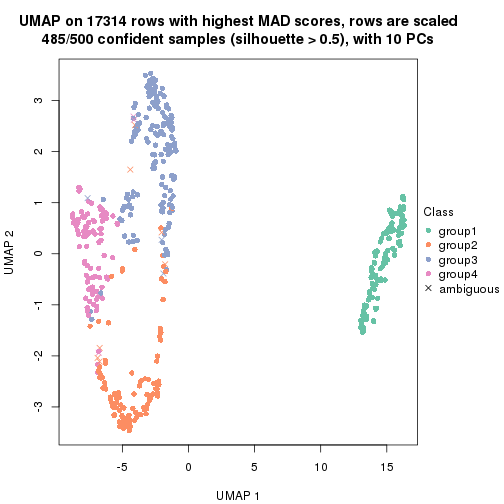 UMAP on 17314 rows with highest MAD scores, rows are scaled
485/500 confident samples (silhouette > 0.5), with 10 PCs
3
2
1
0
-1
-2
-3
UMAP 2
-5
0
5
10
15
UMAP 1
Class
group1
group2
group3
group4
ambiguous